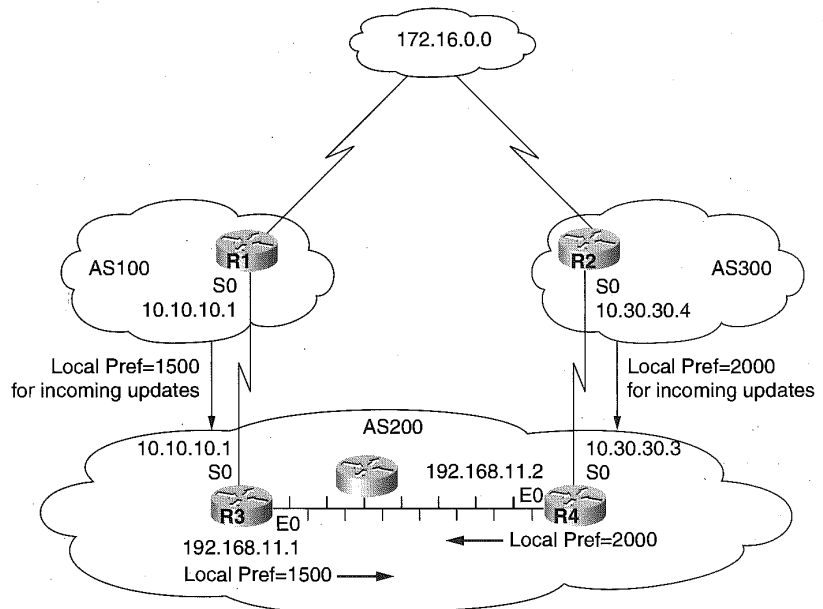 172.16.0.0
AS100
R1
S0
10.10.10.1
R2
AS300
S0
10.30.30.4
Local Pref=1500
for incoming updates
Local Pref=2000
for incoming updates
AS200
10.10.10.1
S0
R3
E0
192.168.11.1
192.168.11.2
E0
10.30.30.3
S0
R4
Local Pref=2000
Local Pref=1500